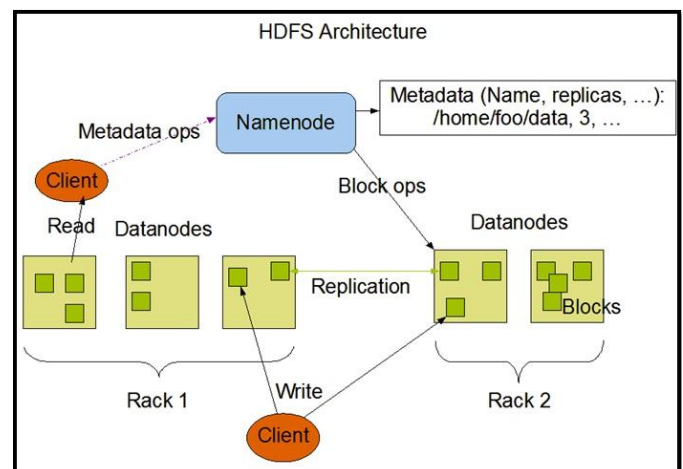 HDFS Architecture
Metadata (Name, replicas, ...):
/home/foo/data, 3, ...
Namenode
Metadata ops
Client
Block ops
Read
Datanodes
Datanodes
Replication
Blocks
Rack 1
Write
Rack 2
Client